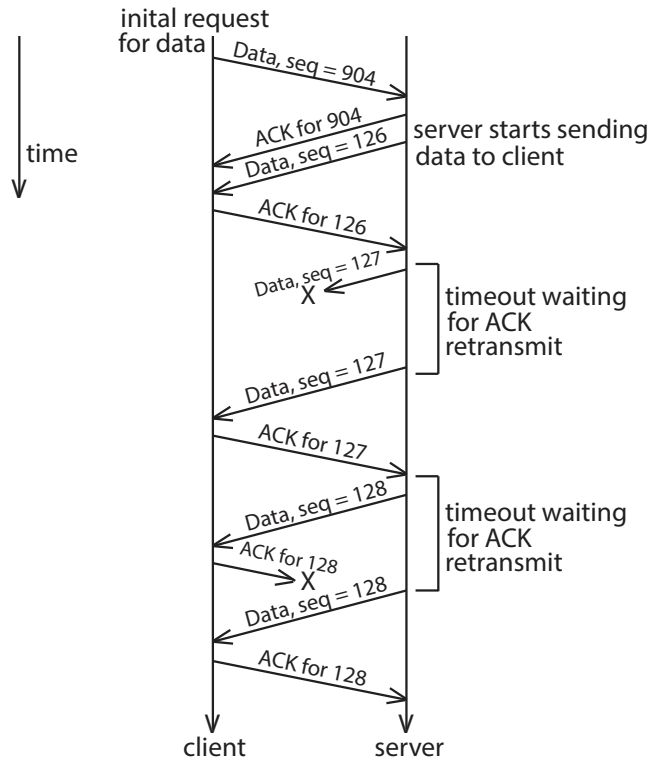 inital request
for data
Data, seq = 904
ACK for 904
server starts sending
data to client
time
Data, seq = 126
ACK for 126
Data, seq = 127
X
timeout waiting
for ACK
retransmit
Data, seq = 127
ACK for 127
Data, seq = 128
timeout waiting
for ACK
retransmit
ACK for 128
X
Data, seq = 128
ACK for 128
client
server